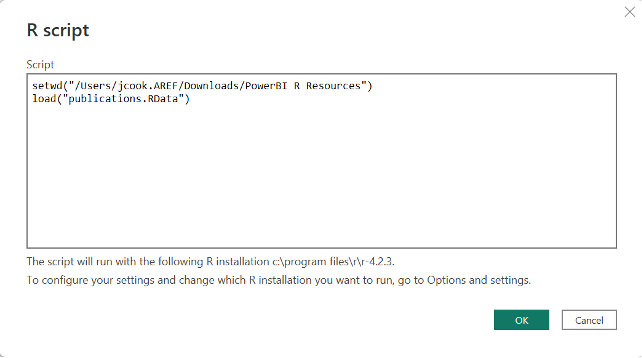 R script
Script
setwd("/Users/jcook.AREF/Downloads/PowerBI R Resources")
load("publications.RData")
The script will run with the following R installation c:\program files\r\r-4.2.3.
To configure your settings and change which R installation you want to run, go to Options and settings.
OK
Cancel